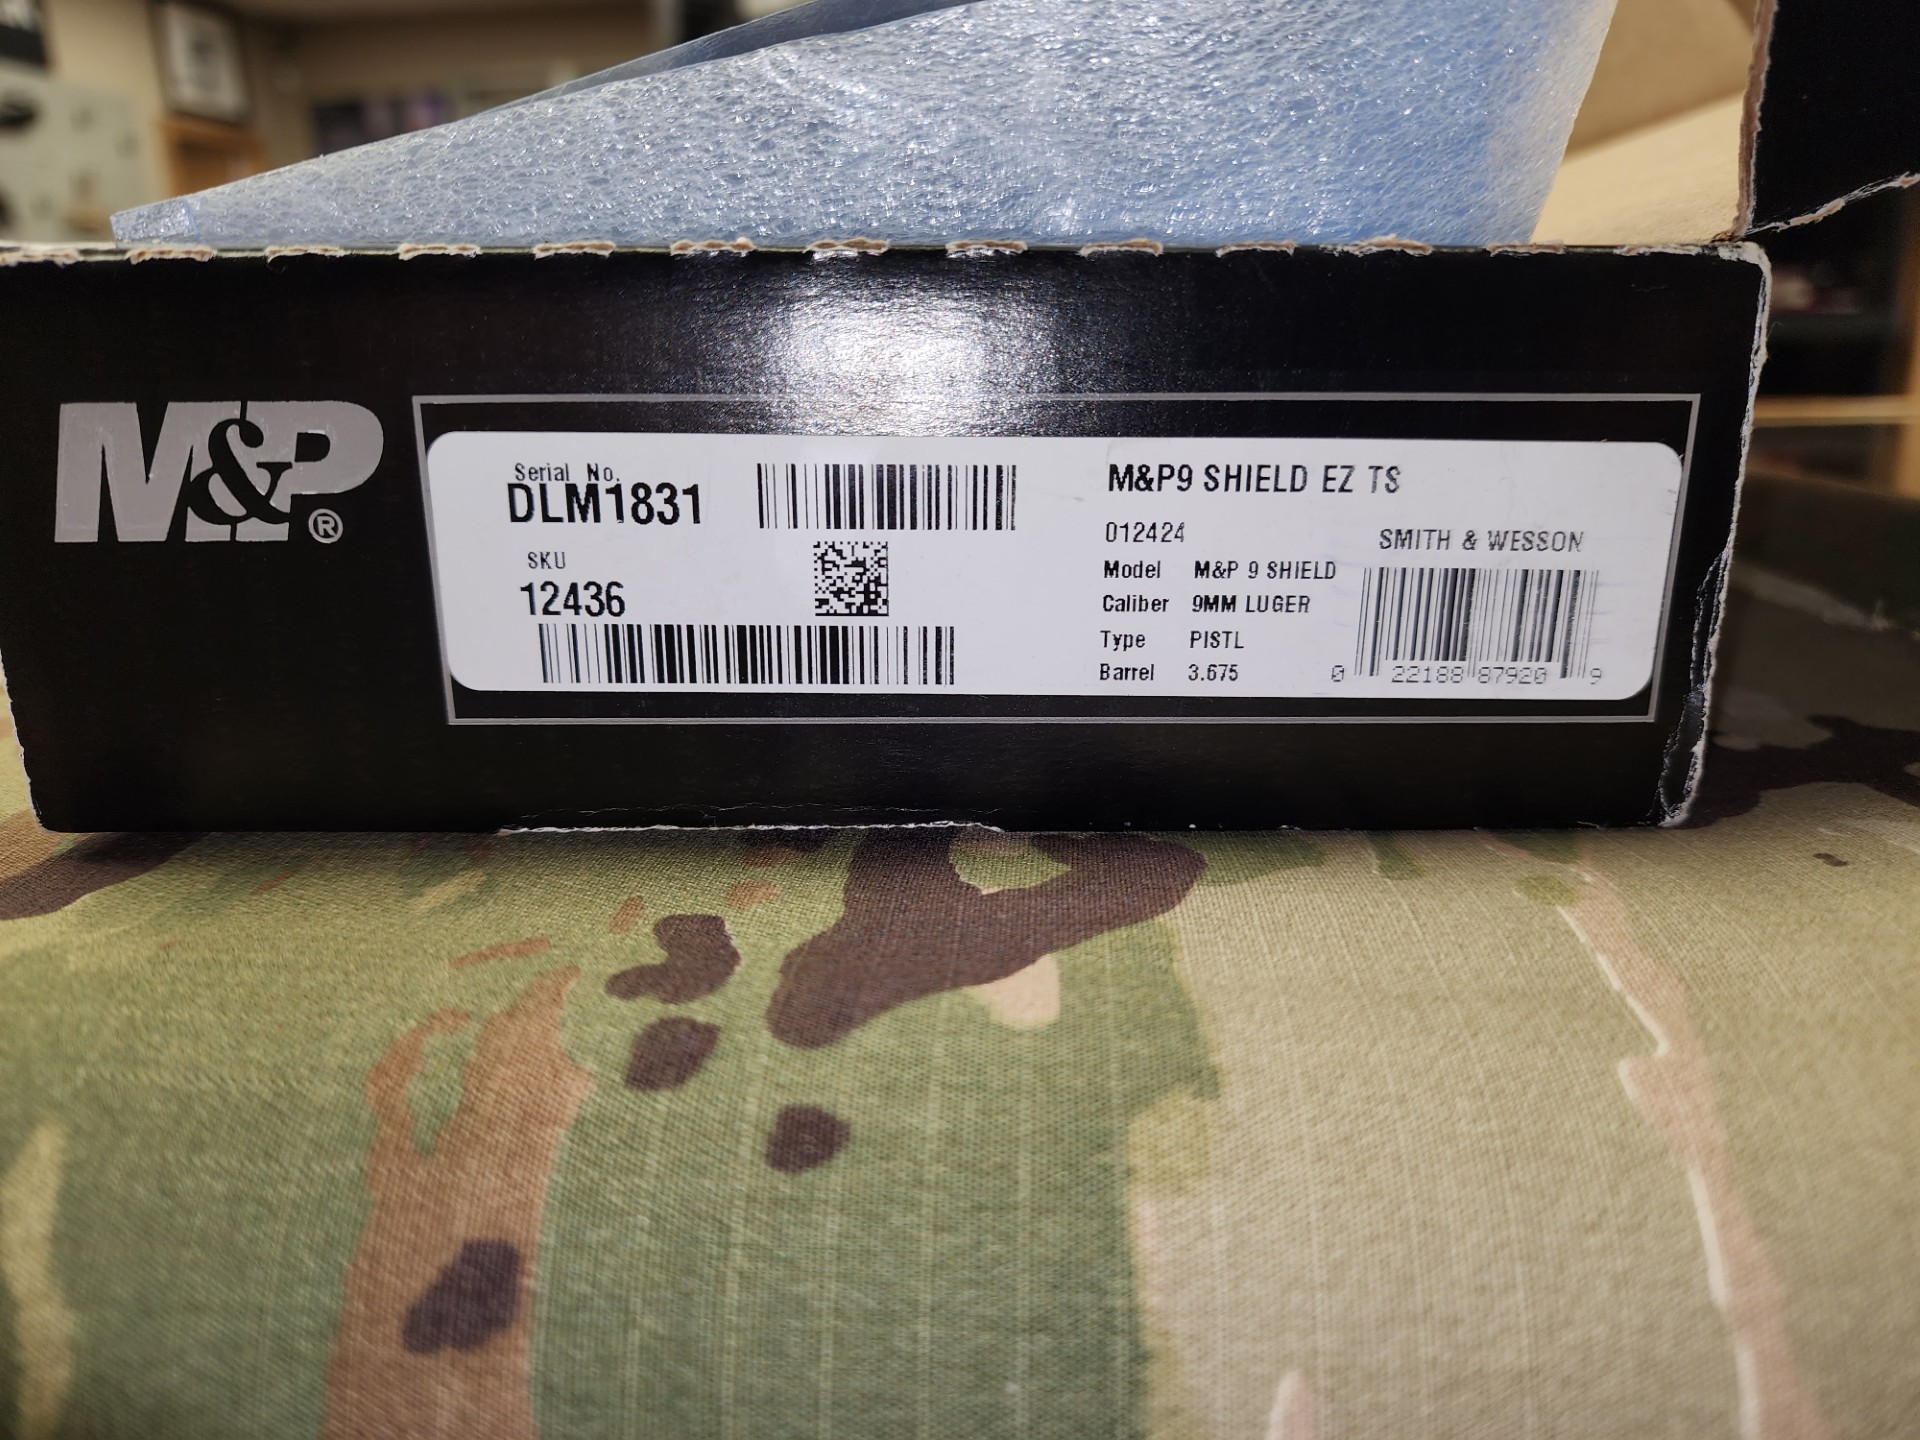 M&P®
Serial No.
DLM1831
SKU
12436
M&P9 SHIELD EZ TS
012424
SMITH & WESSON
Model M&P 9 SHIELD
Caliber 9MM LUGER
Type PISTL
Barrel 3.675
0 22188 87920 9